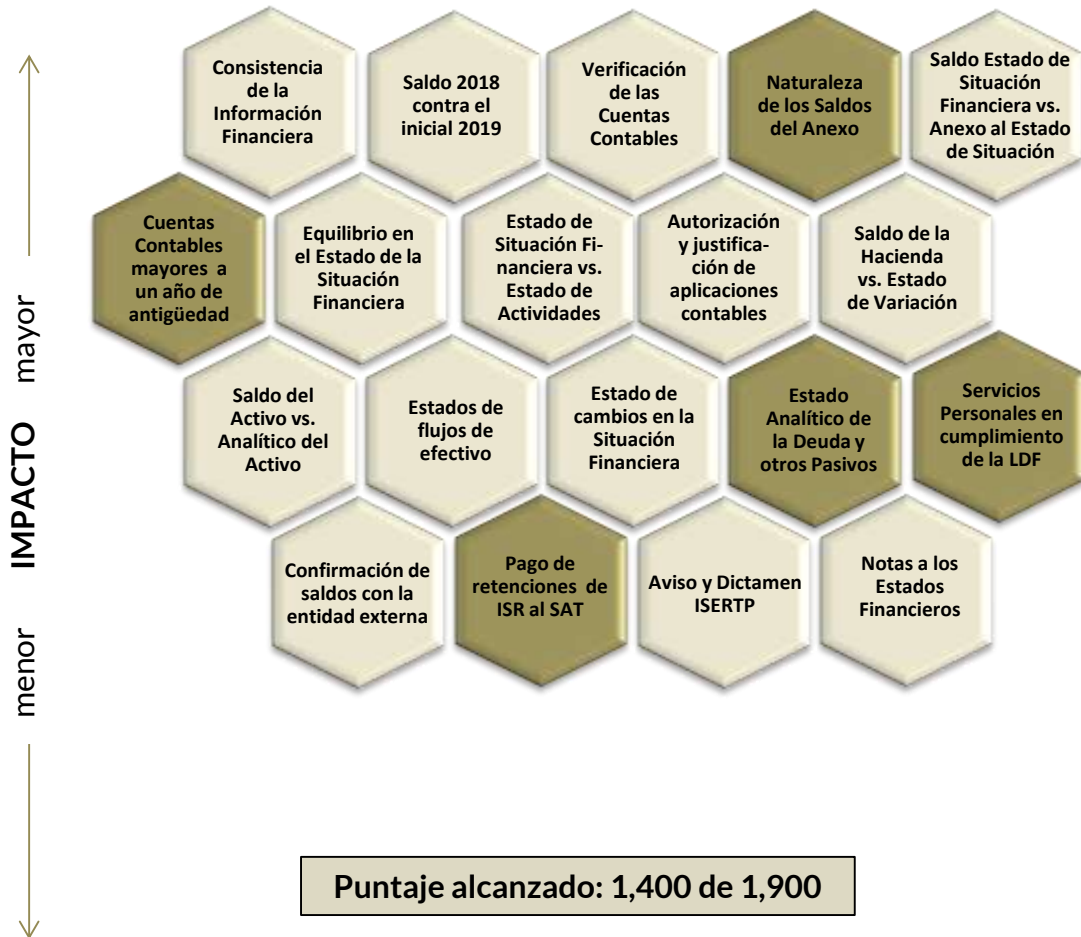 Consistencia
de la
Información
Financiera
Saldo 2018
contra el
inicial 2019
Verificación
de las
Cuentas
Contables
Naturaleza
de los Saldos
del Anexo
Saldo Estado de
Situación
Financiera vs.
Anexo al Estado
de Situación
Cuentas
Contables
mayores a
un año de
antigüedad
Equilibrio en
el Estado de la
Situación
Financiera
Estado de
Situación Fi-
nanciera vs.
Estado de
Actividades
Autorización
y justifica-
ción de
aplicaciones
contables
Saldo de la
Hacienda
vs. Estado
de Variación
Saldo del
Activo vs.
Analítico del
Activo
Estados de
flujos de
efectivo
Estado de
cambios en la
Situación
Financiera
Estado
Analítico de
la Deuda y
otros Pasivos
Servicios
Personales en
cumplimiento
de la LDF
Confirmación de
saldos con la
entidad externa
Pago de
retenciones de
ISR al SAT
Aviso y Dictamen
ISERTP
Notas a los
Estados
Financieros
menor IMPACTO mayor
Puntaje alcanzado: 1,400 de 1,900